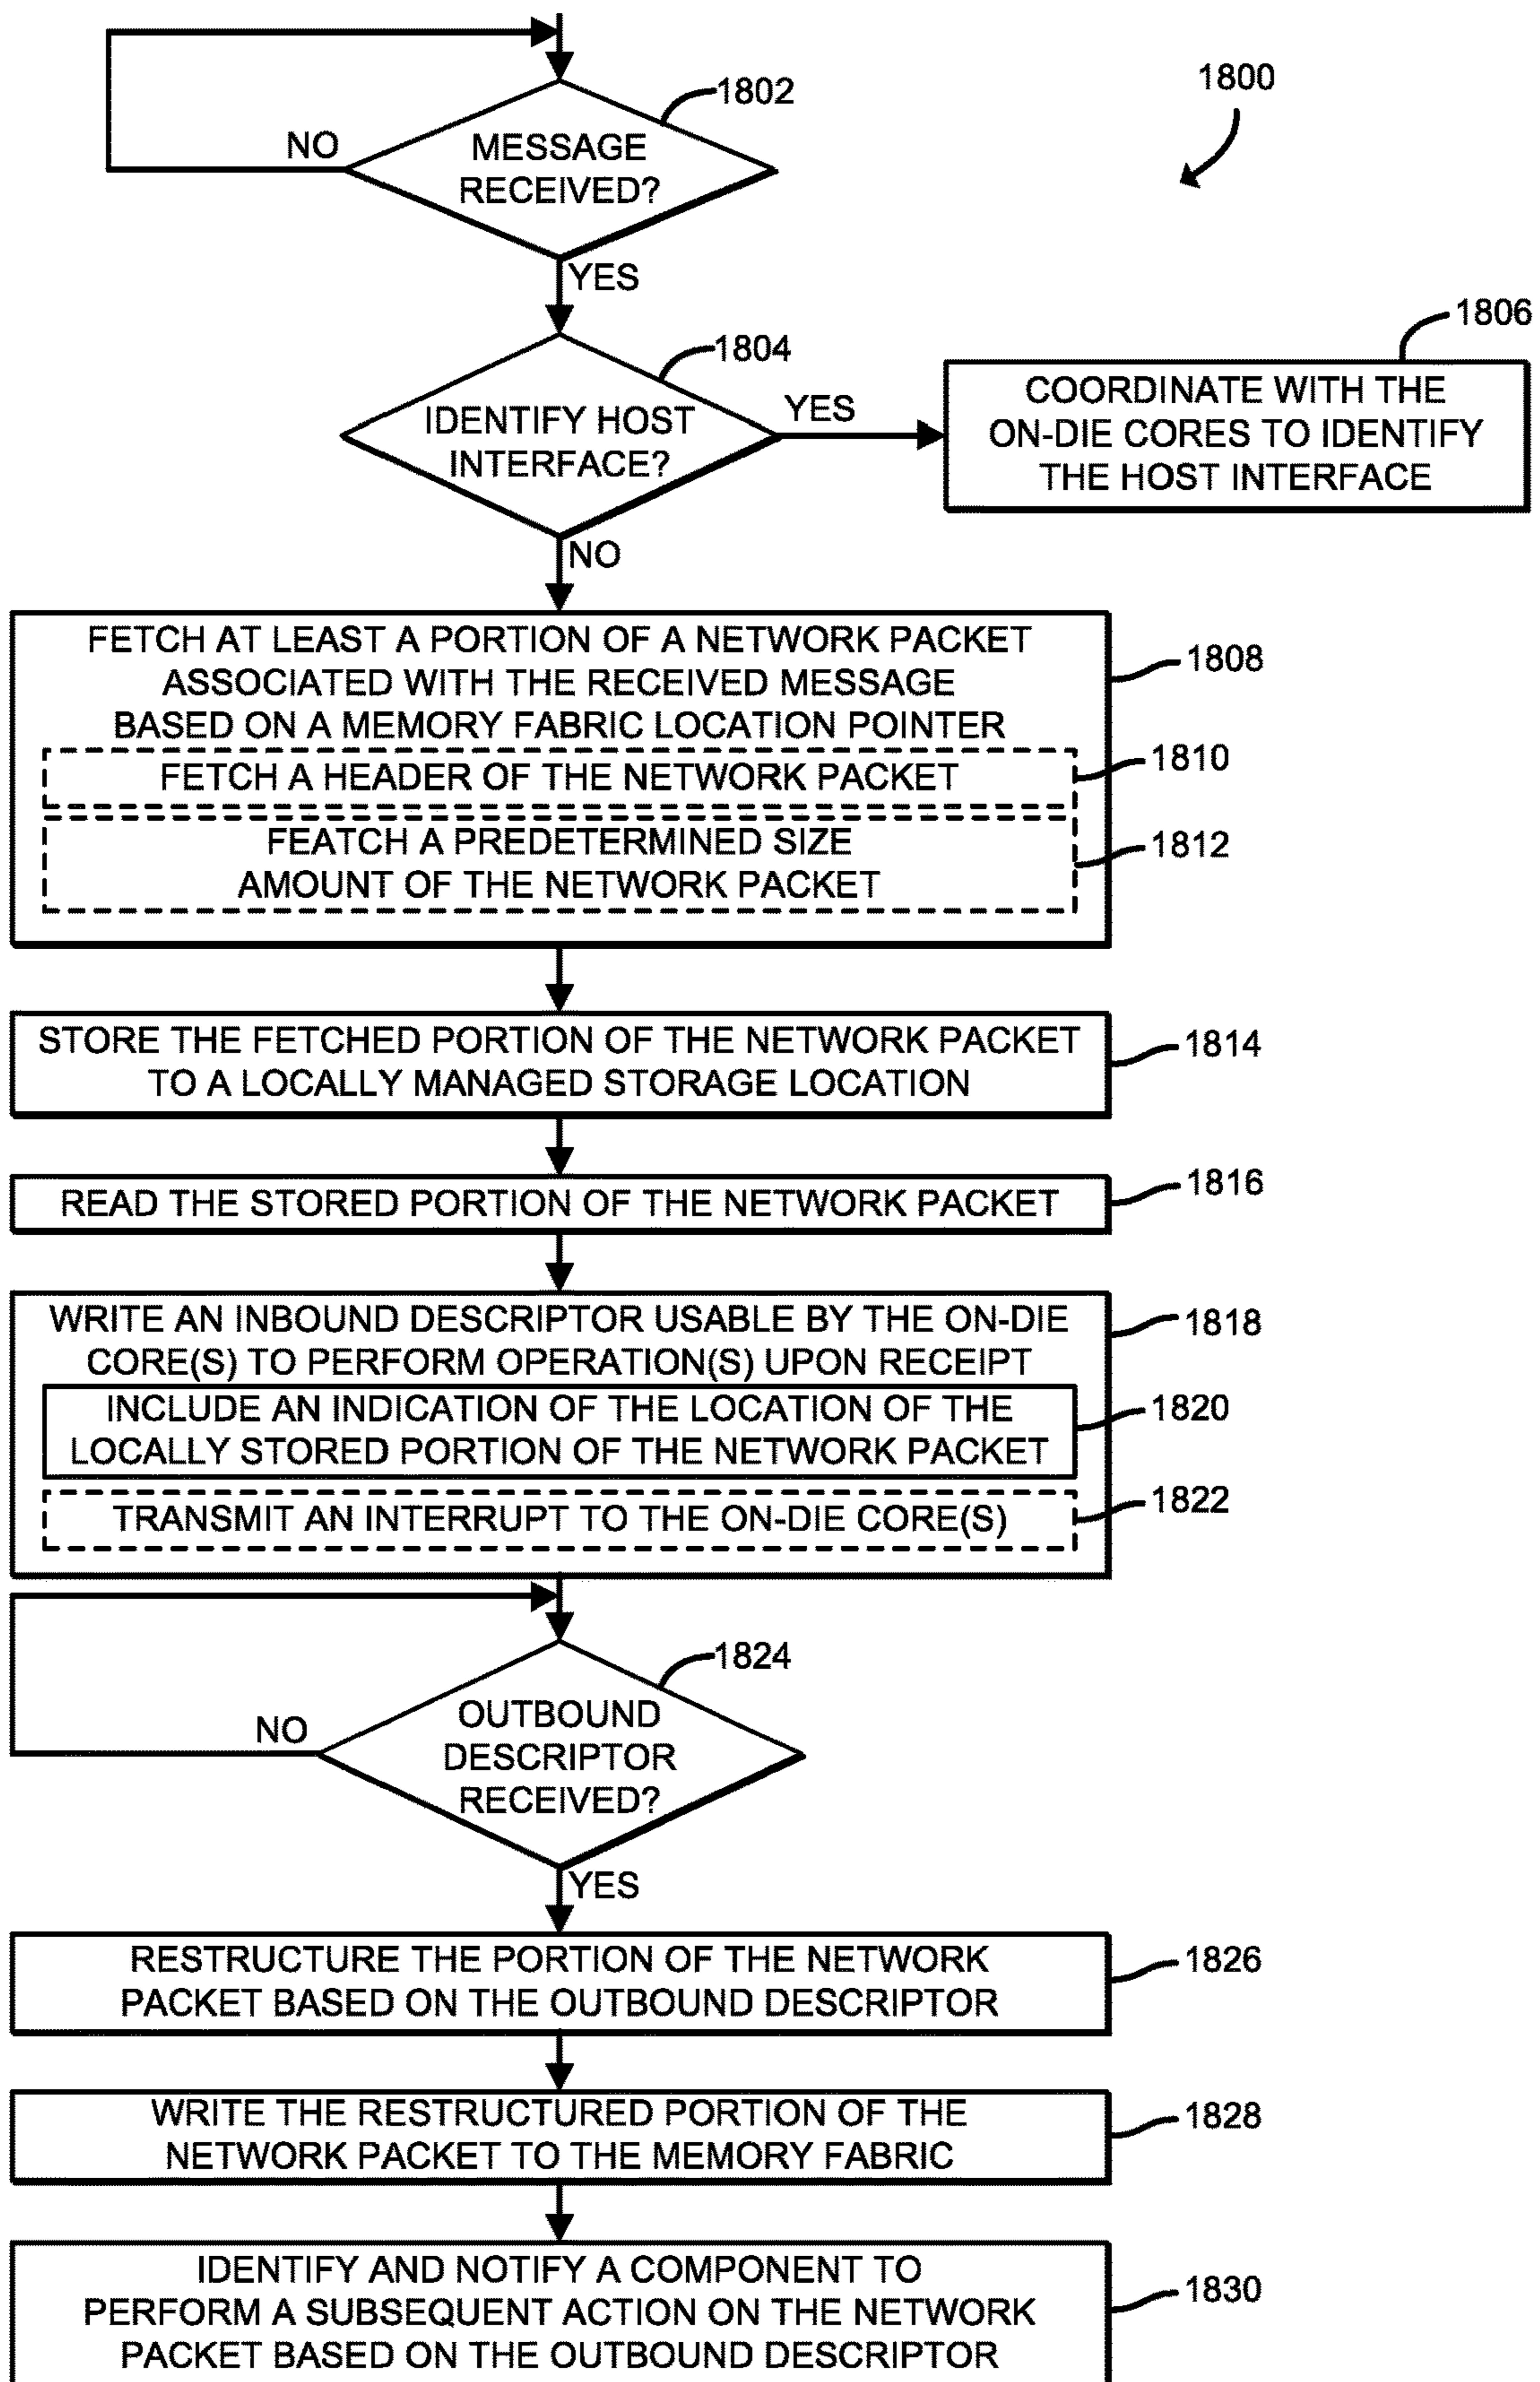 1800
1802
MESSAGE
RECEIVED?
NO
YES
1804
IDENTIFY HOST
INTERFACE?
YES
NO
1806
COORDINATE WITH THE
ON-DIE CORES TO IDENTIFY
THE HOST INTERFACE
FETCH AT LEAST A PORTION OF A NETWORK PACKET
ASSOCIATED WITH THE RECEIVED MESSAGE
BASED ON A MEMORY FABRIC LOCATION POINTER
1808
FETCH A HEADER OF THE NETWORK PACKET
1810
FEATCH A PREDETERMINED SIZE
AMOUNT OF THE NETWORK PACKET
1812
STORE THE FETCHED PORTION OF THE NETWORK PACKET
TO A LOCALLY MANAGED STORAGE LOCATION
1814
READ THE STORED PORTION OF THE NETWORK PACKET
1816
WRITE AN INBOUND DESCRIPTOR USABLE BY THE ON-DIE
CORE(S) TO PERFORM OPERATION(S) UPON RECEIPT
1818
INCLUDE AN INDICATION OF THE LOCATION OF THE
LOCALLY STORED PORTION OF THE NETWORK PACKET
1820
TRANSMIT AN INTERRUPT TO THE ON-DIE CORE(S)
1822
1824
OUTBOUND
DESCRIPTOR
RECEIVED?
NO
YES
RESTRUCTURE THE PORTION OF THE NETWORK
PACKET BASED ON THE OUTBOUND DESCRIPTOR
1826
WRITE THE RESTRUCTURED PORTION OF THE
NETWORK PACKET TO THE MEMORY FABRIC
1828
IDENTIFY AND NOTIFY A COMPONENT TO
PERFORM A SUBSEQUENT ACTION ON THE NETWORK
PACKET BASED ON THE OUTBOUND DESCRIPTOR
1830